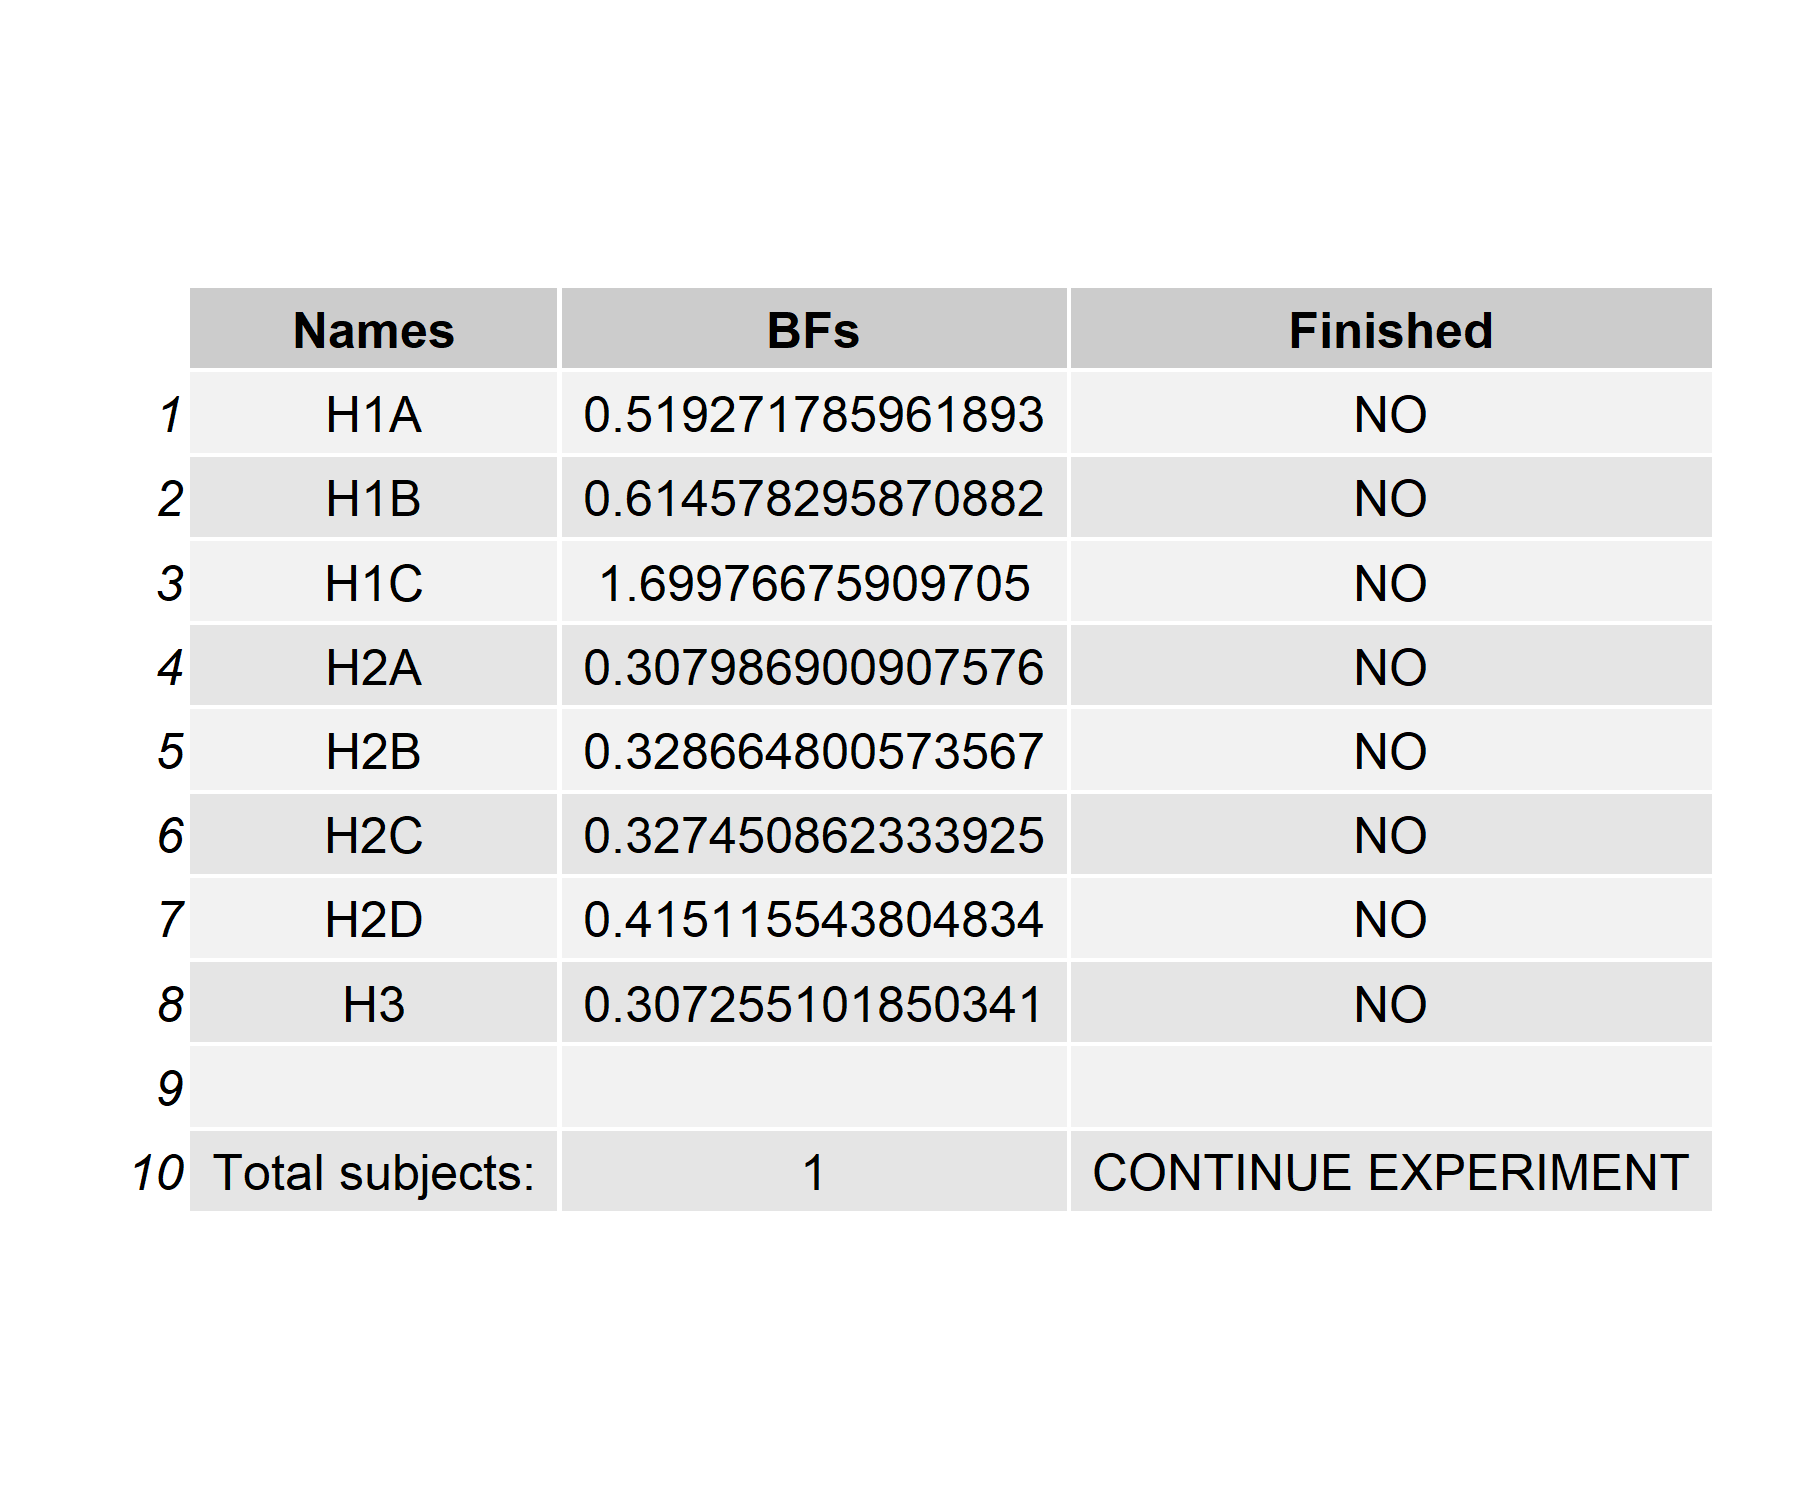 Names BFs Finished
1 H1A 0.519271785961893 NO
2 H1B 0.614578295870882 NO
3 H1C 1.69976675909705 NO
4 H2A 0.307986900907576 NO
5 H2B 0.328664800573567 NO
6 H2C 0.327450862333925 NO
7 H2D 0.415115543804834 NO
8 H3 0.307255101850341 NO
9
10 Total subjects: 1 CONTINUE EXPERIMENT